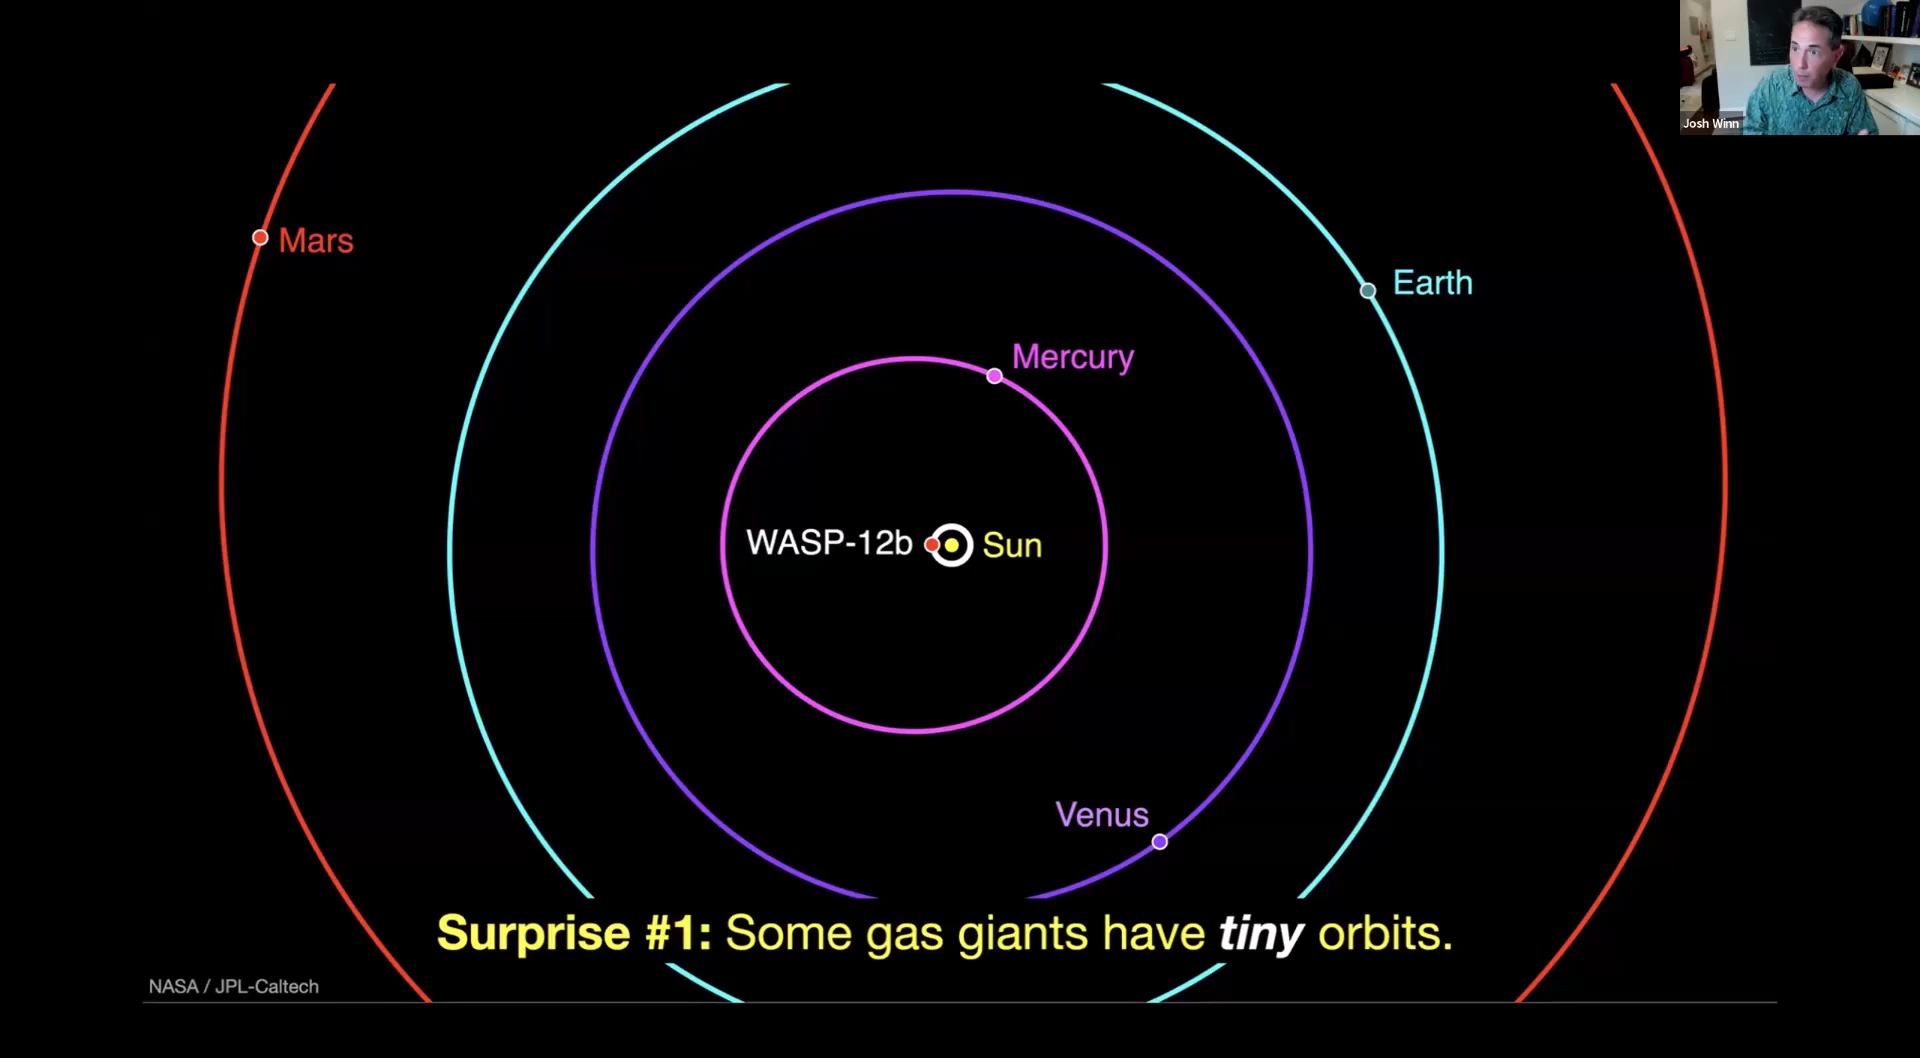 Josh Winn
Mars
Earth
Mercury
WASP-12b
Sun
Venus
Surprise #1: Some gas giants have tiny orbits.
NASA / JPL-Caltech